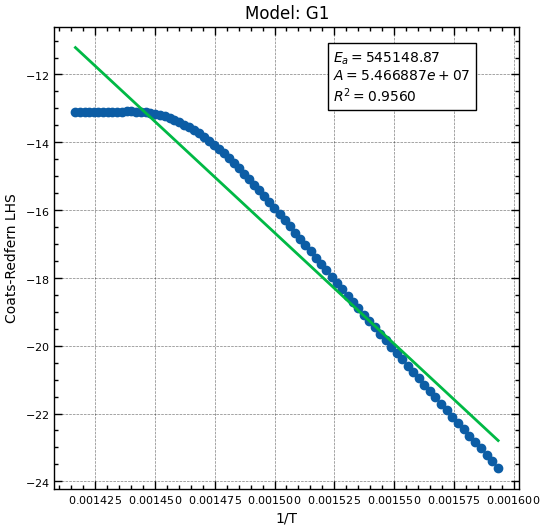 Model: G1
E_a = 545148.87
A = 5.466887e + 07
R^2 = 0.9560
−12
−14
−16
−18
−20
−22
−24
Coats-Redfern LHS
0.001425 0.001450 0.001475 0.001500 0.001525 0.001550 0.001575 0.001600
1/T